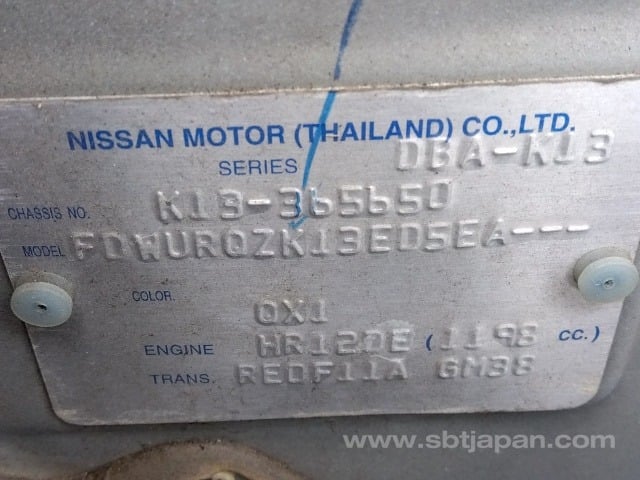 NISSAN MOTOR (THAILAND) CO.,LTD.
SERIES DBA-K13
CHASSIS NO. K13-365650
MODEL FDWURQZK13ED5EA---
COLOR QX1
ENGINE HR12DE (1198 CC.)
TRANS. RE0F11A GM38
www.sbtjapan.com